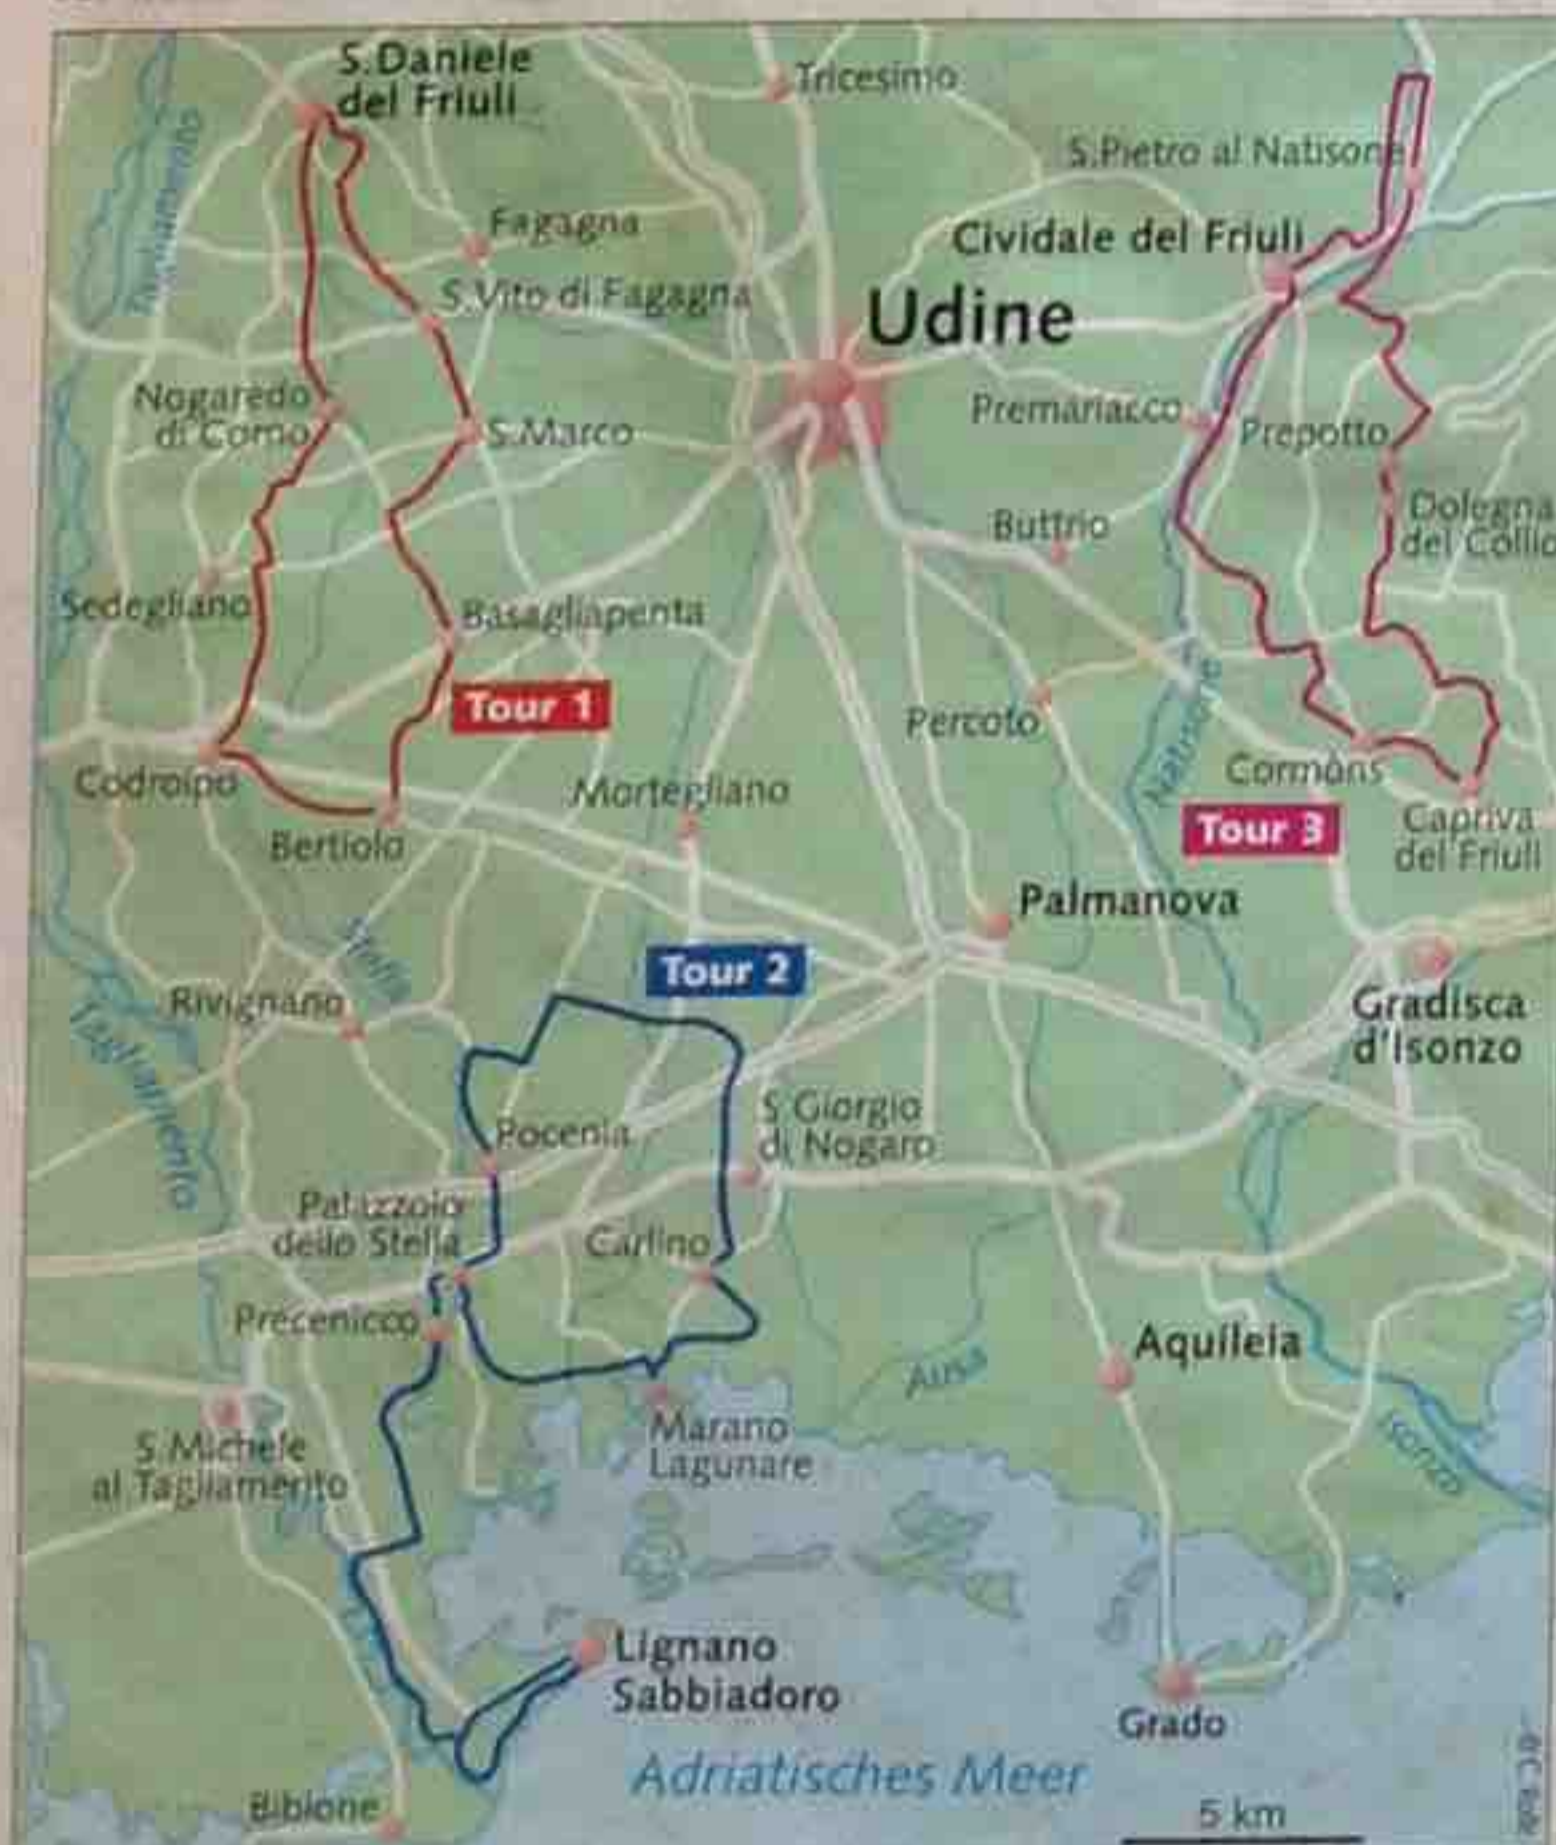 S.Daniele
del Friuli
Tricesimo
S.Pietro al Natisone
Tagliamento
Fagagna
Cividale del Friuli
S.Vito di Fagagna
Udine
Nogaredo
di Corno
S.Marco
Premariacco
Prepotto
Buttrio
Dolegna
del Collio
Sedegliano
Basagliapenta
Tour 1
Percoto
Natisone
Codroipo
Mortegliano
Cormòns
Bertiolo
Tour 3
Capriva
del Friuli
Palmanova
Stella
Tour 2
Rivignano
Gradisca
d'Isonzo
Tagliamento
Pocenia
S.Giorgio
di Nogaro
Palazzolo
dello Stella
Carlino
Precenicco
Aquileia
Ausa
Marano
Lagunare
Isonzo
S.Michele
al Tagliamento
Lignano
Sabbiadoro
Grado
Adriatisches Meer
Bibione
5 km